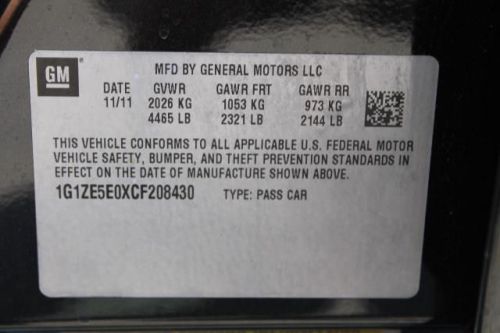 GM
MFD BY GENERAL MOTORS LLC
DATE GVWR GAWR FRT GAWR RR
11/11 2026 KG 1053 KG 973 KG
4465 LB 2321 LB 2144 LB
THIS VEHICLE CONFORMS TO ALL APPLICABLE U.S. FEDERAL MOTOR
VEHICLE SAFETY, BUMPER, AND THEFT PREVENTION STANDARDS IN
EFFECT ON THE DATE OF MANUFACTURE SHOWN ABOVE.
1G1ZE5E0XCF208430 TYPE: PASS CAR